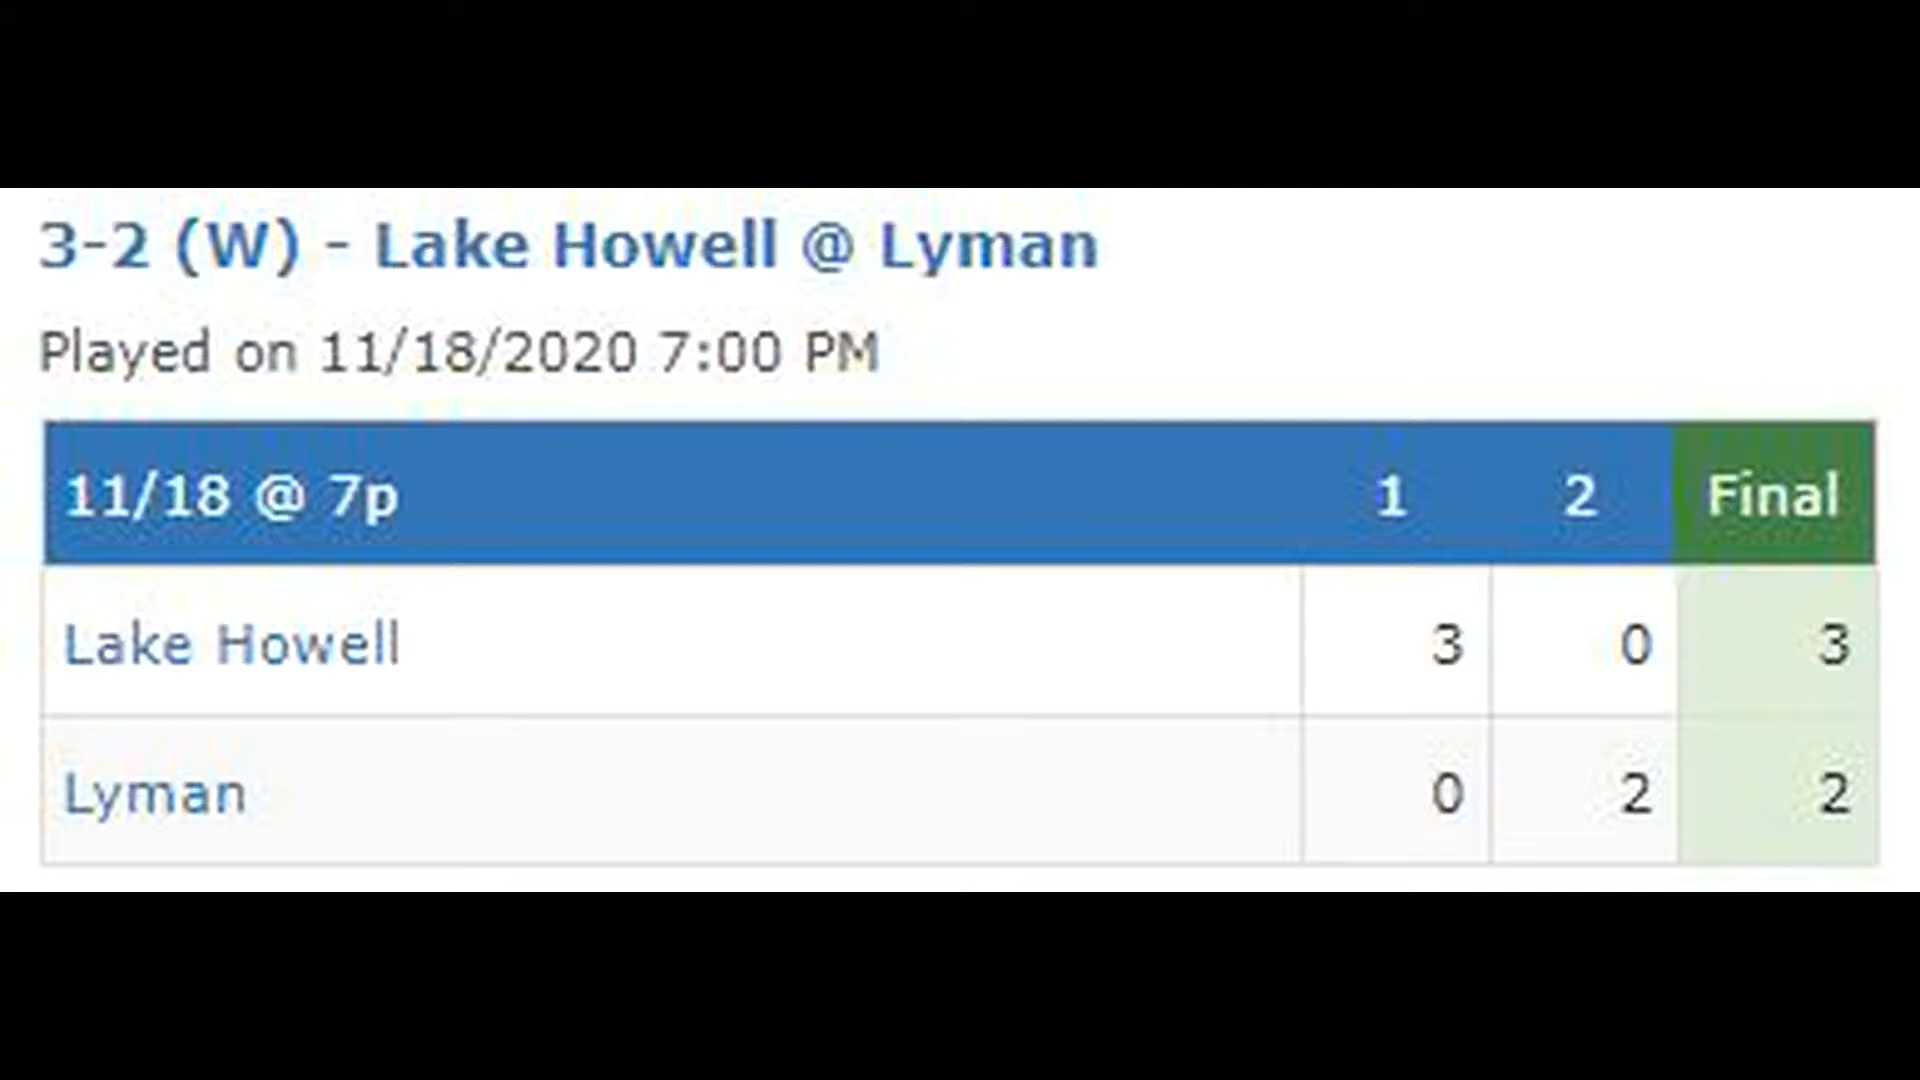 3-2 (W) - Lake Howell @ Lyman
Played on 11/18/2020 7:00 PM
11/18 @ 7p 1 2 Final
Lake Howell 3 0 3
Lyman 0 2 2